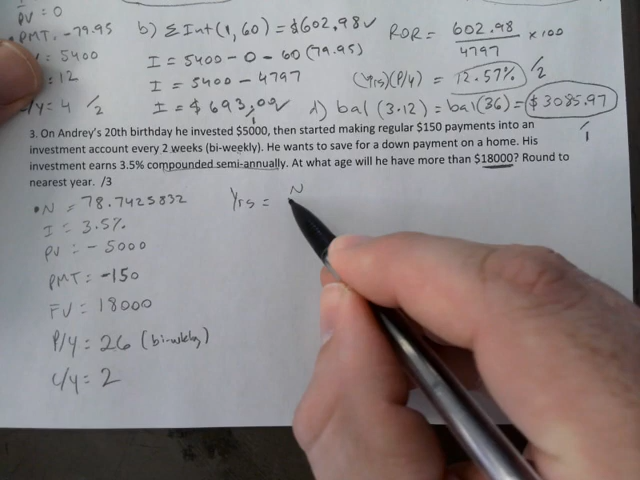 PV = 0
PMT. -79.95
= 5400
= 12
/Y = 4 /2
b) Σ Int (1, 60) = $602.98 ✓
I = 5400 - 0 - 60 (79.95)
I = 5400 - 4797
I = $ 693,00 ✓
ROR = 602.98 / 4797 × 100
(Yrs)(P/Y) = 12.57% /2
d) bal (3·12) = bal (36) = $3085.97
/1
3. On Andrey's 20th birthday he invested $5000, then started making regular $150 payments into an
investment account every 2 weeks (bi-weekly). He wants to save for a down payment on a home. His
investment earns 3.5% compounded semi-annually. At what age will he have more than $18000? Round to
nearest year. /3
• N = 78.7425832
I = 3.5%
PV = - 5000
PMT = -150
FV = 18000
P/Y = 26 (bi-wkly)
C/Y = 2
Yrs = N